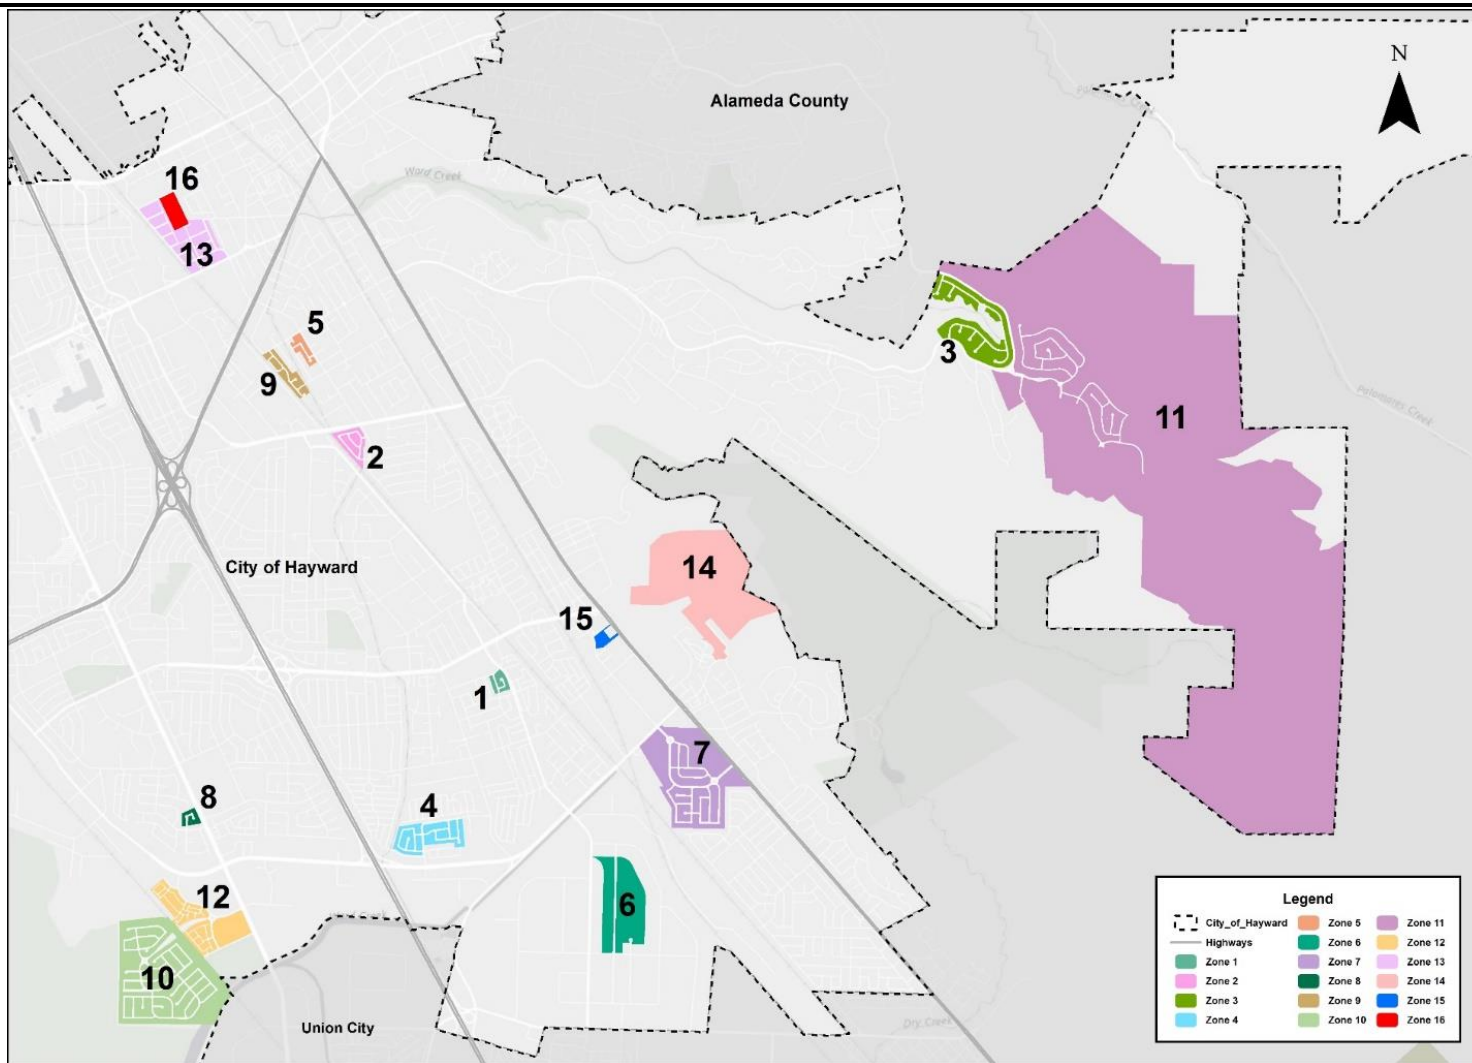 N
Alameda County
Palomares Creek
Ward Creek
16
13
5
3
9
11
Palomares Creek
2
City of Hayward
14
15
1
7
8
4
12
6
10
Union City
Dry Creek
Legend
City_of_Hayward
Highways
Zone 1
Zone 2
Zone 3
Zone 4
Zone 5
Zone 6
Zone 7
Zone 8
Zone 9
Zone 10
Zone 11
Zone 12
Zone 13
Zone 14
Zone 15
Zone 16